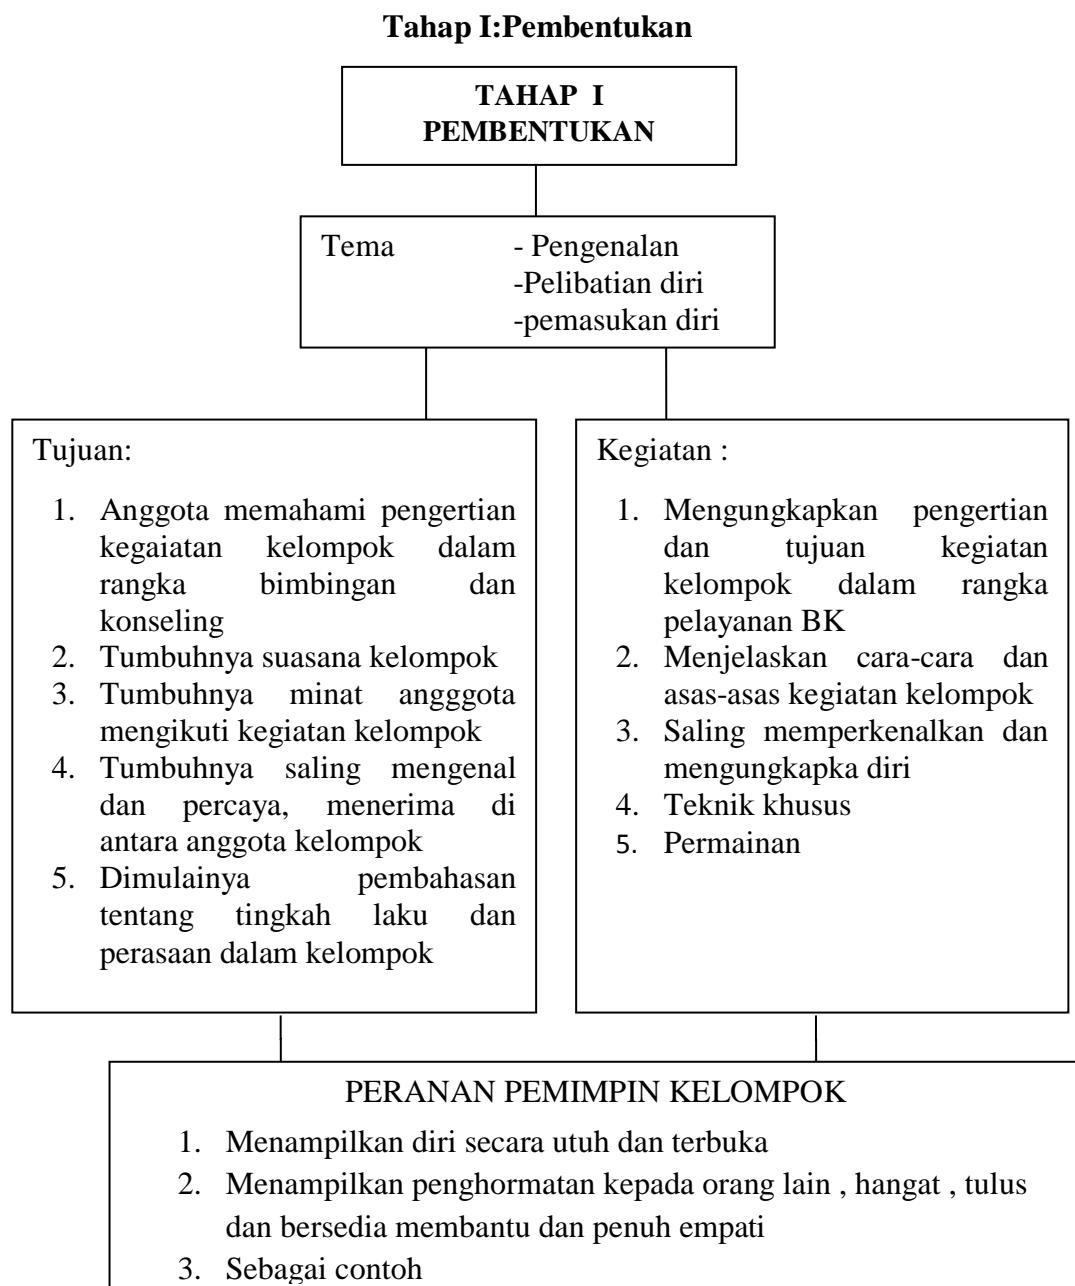 Tahap I:Pembentukan
TAHAP I
PEMBENTUKAN
Tema - Pengenalan
-Pelibatian diri
-pemasukan diri
Tujuan:
1. Anggota memahami pengertian
kegaiatan kelompok dalam
rangka bimbingan dan
konseling
2. Tumbuhnya suasana kelompok
3. Tumbuhnya minat angggota
mengikuti kegiatan kelompok
4. Tumbuhnya saling mengenal
dan percaya, menerima di
antara anggota kelompok
5. Dimulainya pembahasan
tentang tingkah laku dan
perasaan dalam kelompok
Kegiatan :
1. Mengungkapkan pengertian
dan tujuan kegiatan
kelompok dalam rangka
pelayanan BK
2. Menjelaskan cara-cara dan
asas-asas kegiatan kelompok
3. Saling memperkenalkan dan
mengungkapka diri
4. Teknik khusus
5. Permainan
PERANAN PEMIMPIN KELOMPOK
1. Menampilkan diri secara utuh dan terbuka
2. Menampilkan penghormatan kepada orang lain , hangat , tulus
dan bersedia membantu dan penuh empati
3. Sebagai contoh